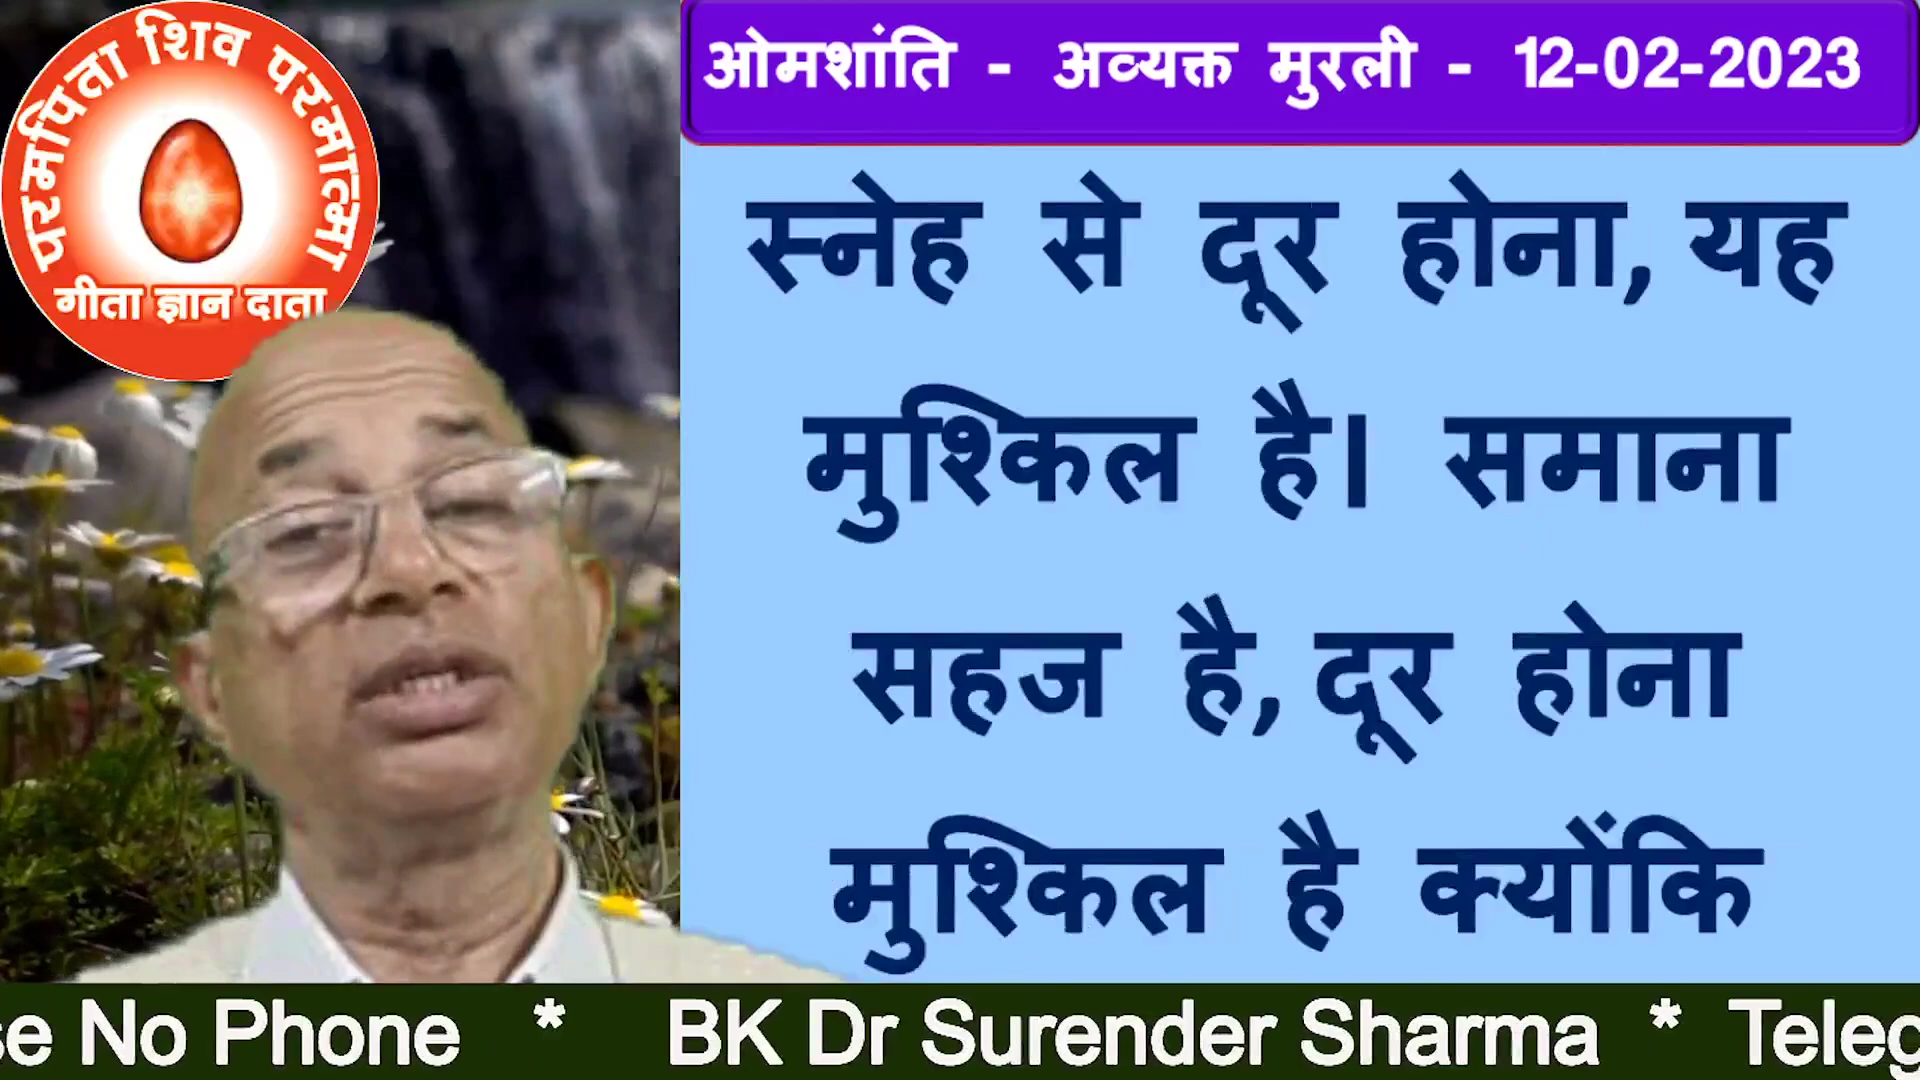 परमपिता शिव परमात्मा
गीता ज्ञान दाता
ओमशांति - अव्यक्त मुरली - 12-02-2023
स्नेह से दूर होना, यह
मुश्किल है। समाना
सहज है, दूर होना
मुश्किल है क्योंकि
se No Phone * BK Dr Surender Sharma * Teleg